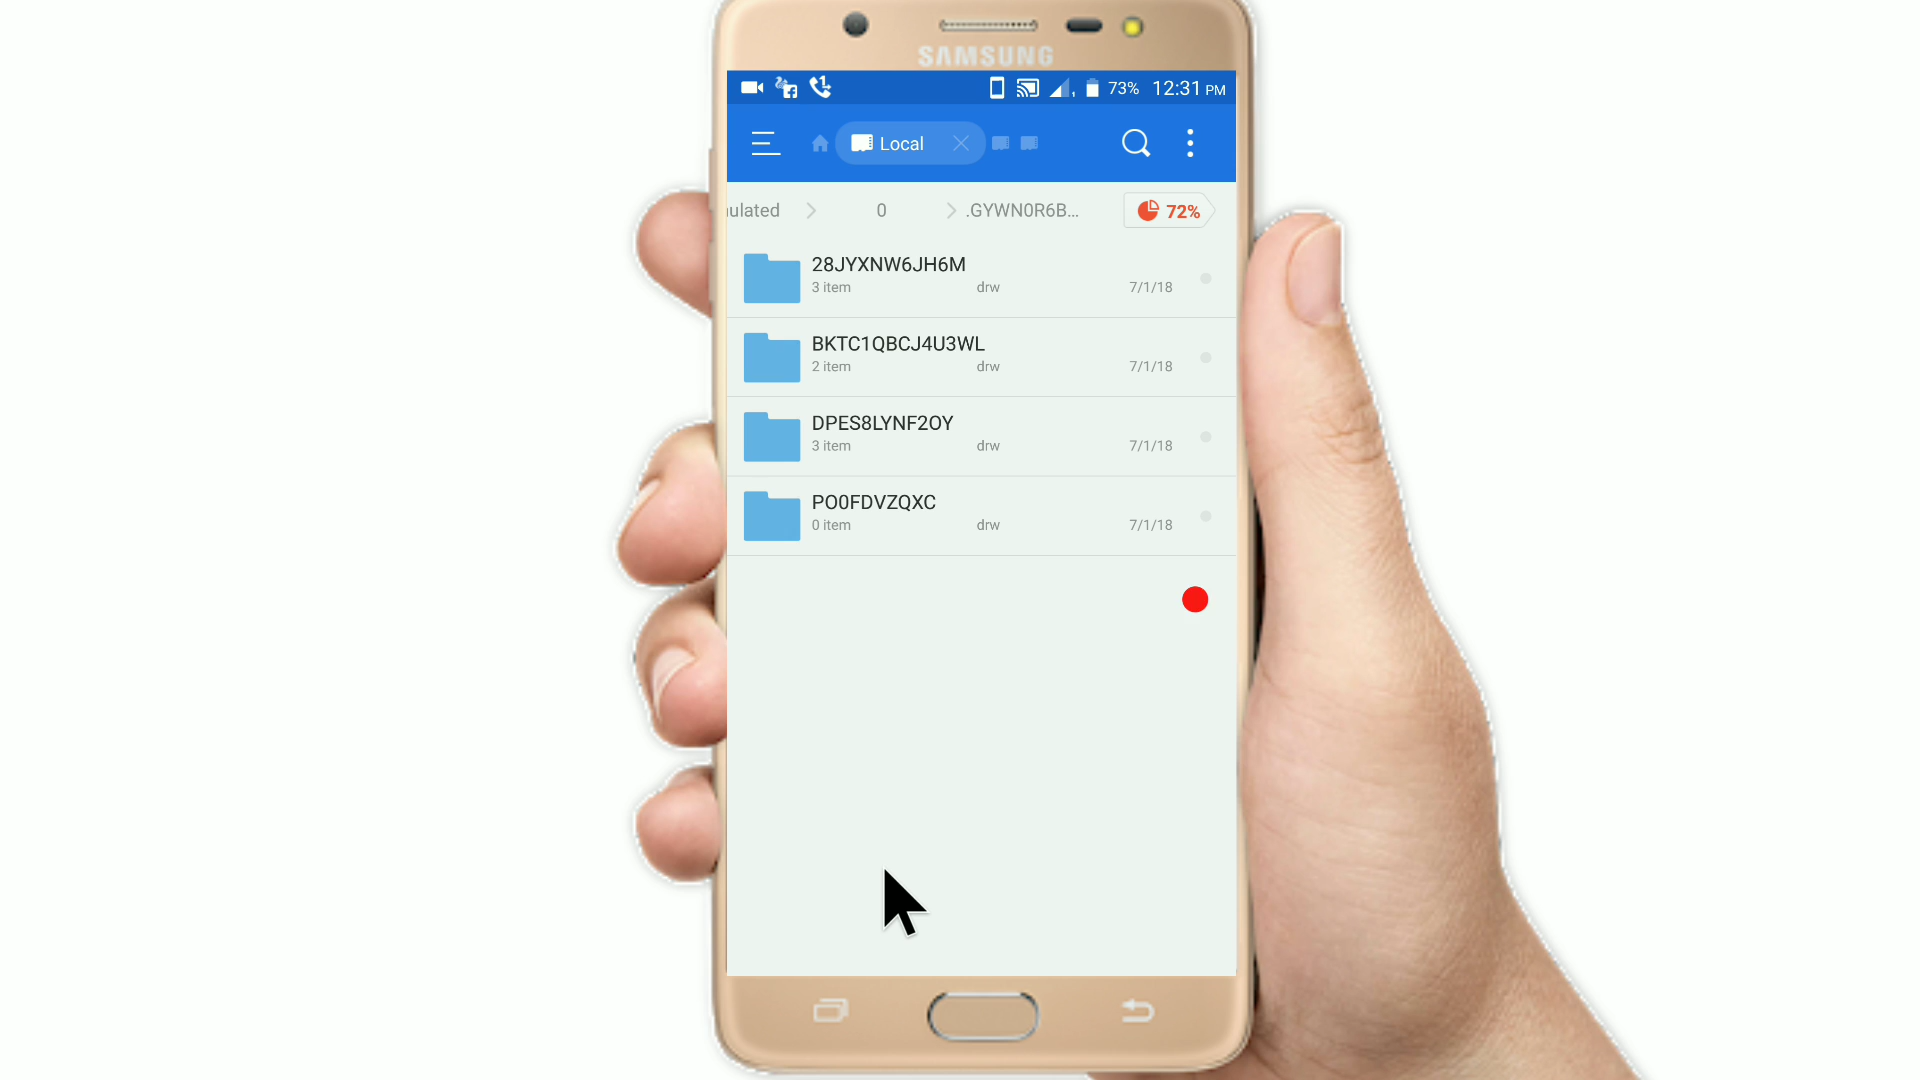 SAMSUNG
73% 12:31 PM
Local
ulated 0 .GYWN0R6B... 72%
28JYXNW6JH6M
3 item drw 7/1/18
BKTC1QBCJ4U3WL
2 item drw 7/1/18
DPES8LYNF2OY
3 item drw 7/1/18
PO0FDVZQXC
0 item drw 7/1/18